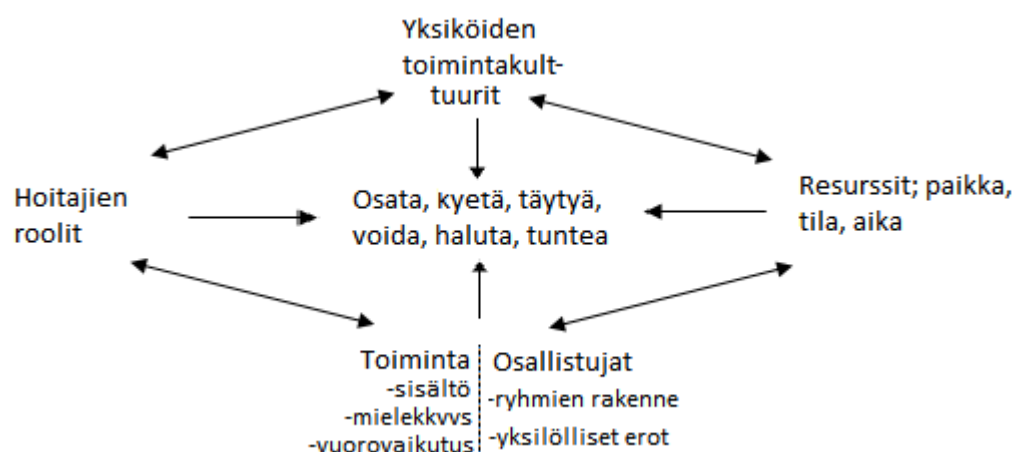 Yksiköiden
toimintakult-
tuurit
Hoitajien
roolit
Osata, kyetä, täytyä,
voida, haluta, tuntea
Resurssit; paikka,
tila, aika
Toiminta
-sisältö
-mielekkvvs
-vuorovaikutus
Osallistujat
-ryhmien rakenne
-yksilölliset erot